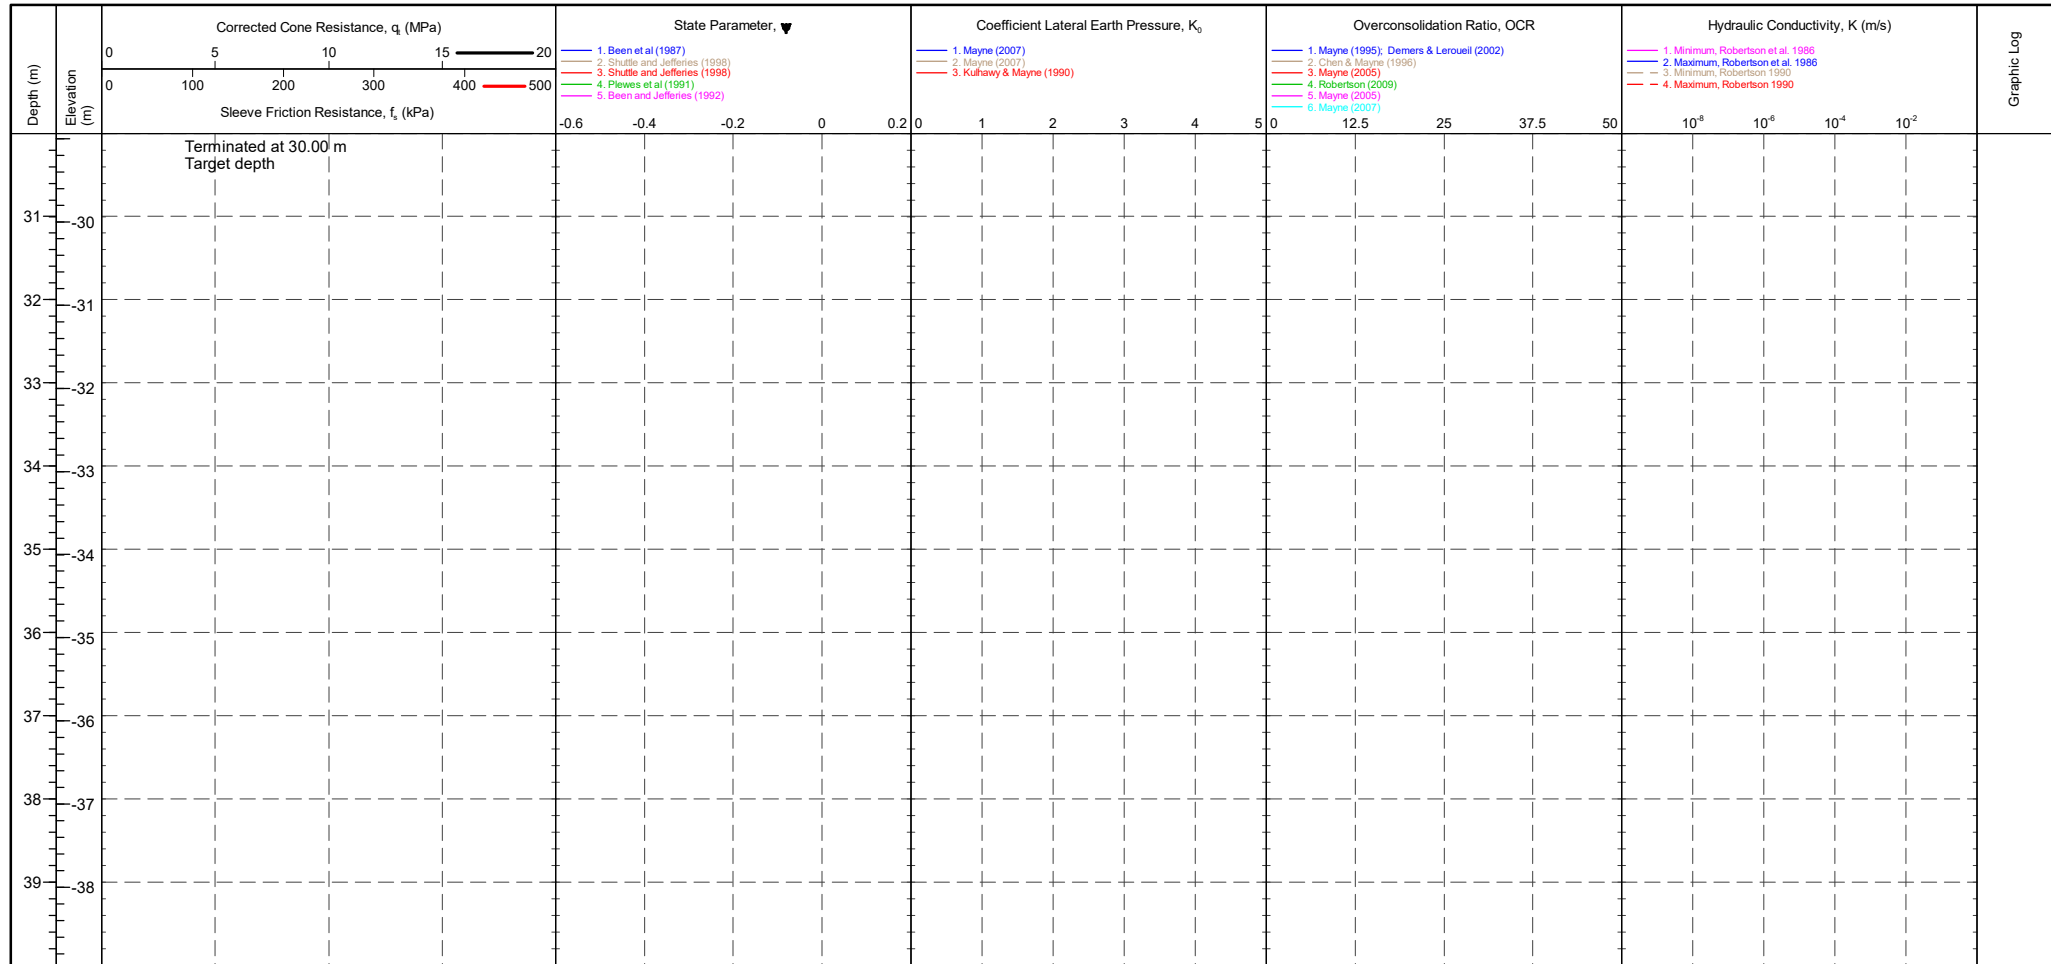 Depth (m)
Elevation
(m)
Corrected Cone Resistance, qt (MPa)
0 5 10 15 20
0 100 200 300 400 500
Sleeve Friction Resistance, fs (kPa)
State Parameter, Ψ
1. Been et al (1987)
2. Shuttle and Jefferies (1998)
3. Shuttle and Jefferies (1998)
4. Plewes et al (1991)
5. Been and Jefferies (1992)
-0.6 -0.4 -0.2 0 0.2
Coefficient Lateral Earth Pressure, K0
1. Mayne (2007)
2. Mayne (2007)
3. Kulhawy & Mayne (1990)
0 1 2 3 4 5
Overconsolidation Ratio, OCR
1. Mayne (1995); Demers & Leroueil (2002)
2. Chen & Mayne (1996)
3. Mayne (2005)
4. Robertson (2009)
5. Mayne (2005)
6. Mayne (2007)
0 12.5 25 37.5 50
Hydraulic Conductivity, K (m/s)
1. Minimum, Robertson et al. 1986
2. Maximum, Robertson et al. 1986
3. Minimum, Robertson 1990
4. Maximum, Robertson 1990
10-8 10-6 10-4 10-2
Graphic Log
Terminated at 30.00 m
Target depth
31 -30
32 -31
33 -32
34 -33
35 -34
36 -35
37 -36
38 -37
39 -38